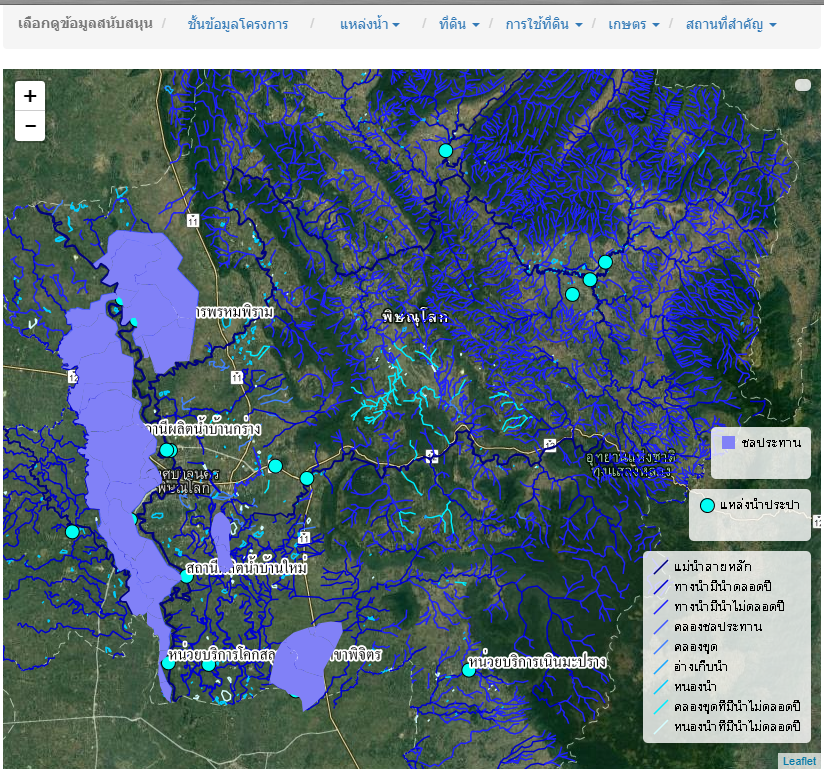 เลือกดูข้อมูลสนับสนุน / ชั้นข้อมูลโครงการ / แหล่งน้ำ / ที่ดิน / การใช้ที่ดิน / เกษตร / สถานที่สำคัญ
+
−
11
การพรหมพิราม
พิษณุโลก
11
สถานีผลิตน้ำบ้านกร่าง
12
ชลประทาน
อุทยานแห่งชาติ
ทุ่งแสลงหลวง
พิษณุโลก
แหล่งน้ำประปา
12
11
สถานีผลิตน้ำบ้านใหม่
แม่น้ำสายหลัก
ทางน้ำมีน้ำตลอดปี
ทางน้ำมีน้ำไม่ตลอดปี
คลองชลประทาน
คลองขุด
อ่างเก็บน้ำ
หนองน้ำ
คลองขุดที่มีน้ำไม่ตลอดปี
หนองน้ำที่มีน้ำไม่ตลอดปี
หน่วยบริการโคกสลุ
ขาพิจิตร
หน่วยบริการเนินมะปราง
Leaflet